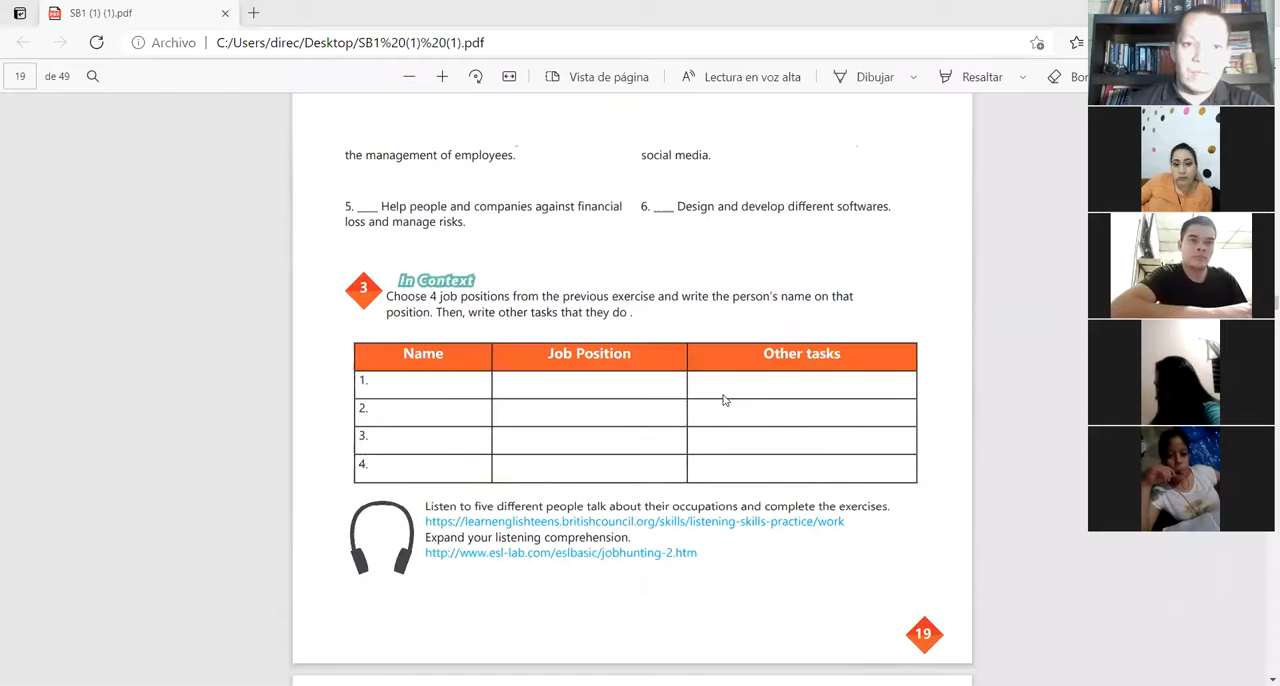 SB1 (1) (1).pdf
Archivo
C:/Users/direc/Desktop/SB1%20(1)%20(1).pdf
19
de 49
Vista de página
Lectura en voz alta
Dibujar
Resaltar
Bor
the management of employees.
social media.
5. ___ Help people and companies against financial
loss and manage risks.
6. ___ Design and develop different softwares.
3
In Context
Choose 4 job positions from the previous exercise and write the person's name on that
position. Then, write other tasks that they do .
Name
Job Position
Other tasks
1.
2.
3.
4.
Listen to five different people talk about their occupations and complete the exercises.
https://learnenglishteens.britishcouncil.org/skills/listening-skills-practice/work
Expand your listening comprehension.
http://www.esl-lab.com/eslbasic/jobhunting-2.htm
19